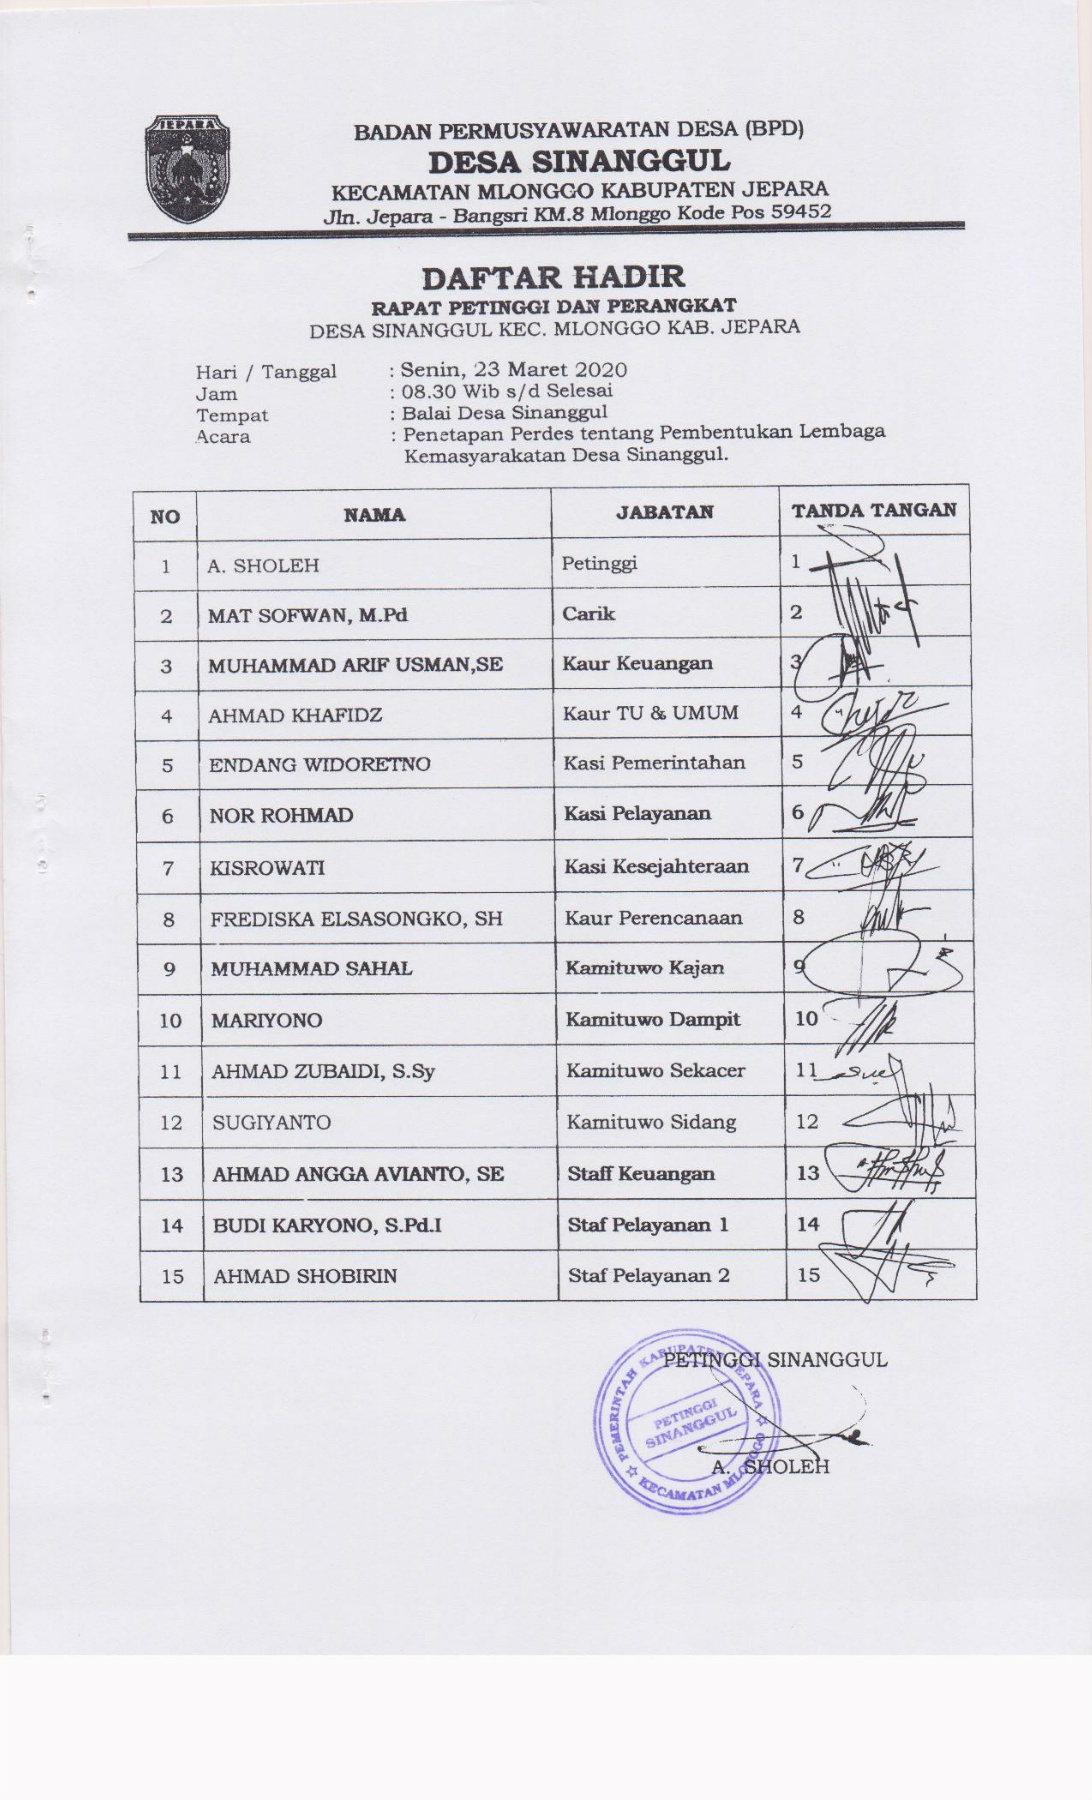 JEPARA
BADAN PERMUSYAWARATAN DESA (BPD)
DESA SINANGGUL
KECAMATAN MLONGGO KABUPATEN JEPARA
Jln. Jepara - Bangsri KM.8 Mlonggo Kode Pos 59452
DAFTAR HADIR
RAPAT PETINGGI DAN PERANGKAT
DESA SINANGGUL KEC. MLONGGO KAB. JEPARA
Hari / Tanggal : Senin, 23 Maret 2020
Jam : 08.30 Wib s/d Selesai
Tempat : Balai Desa Sinanggul
Acara : Penetapan Perdes tentang Pembentukan Lembaga
Kemasyarakatan Desa Sinanggul.
NO NAMA JABATAN TANDA TANGAN
1 A. SHOLEH Petinggi 1
2 MAT SOFWAN, M.Pd Carik 2
3 MUHAMMAD ARIF USMAN,SE Kaur Keuangan 3
4 AHMAD KHAFIDZ Kaur TU & UMUM 4
5 ENDANG WIDORETNO Kasi Pemerintahan 5
6 NOR ROHMAD Kasi Pelayanan 6
7 KISROWATI Kasi Kesejahteraan 7
8 FREDISKA ELSASONGKO, SH Kaur Perencanaan 8
9 MUHAMMAD SAHAL Kamituwo Kajan 9
10 MARIYONO Kamituwo Dampit 10
11 AHMAD ZUBAIDI, S.Sy Kamituwo Sekacer 11
12 SUGIYANTO Kamituwo Sidang 12
13 AHMAD ANGGA AVIANTO, SE Staff Keuangan 13
14 BUDI KARYONO, S.Pd.I Staf Pelayanan 1 14
15 AHMAD SHOBIRIN Staf Pelayanan 2 15
PETINGGI SINANGGUL
PEMERINTAH KABUPATEN JEPARA
PETINGGI
SINANGGUL
KECAMATAN MLONGGO
A. SHOLEH